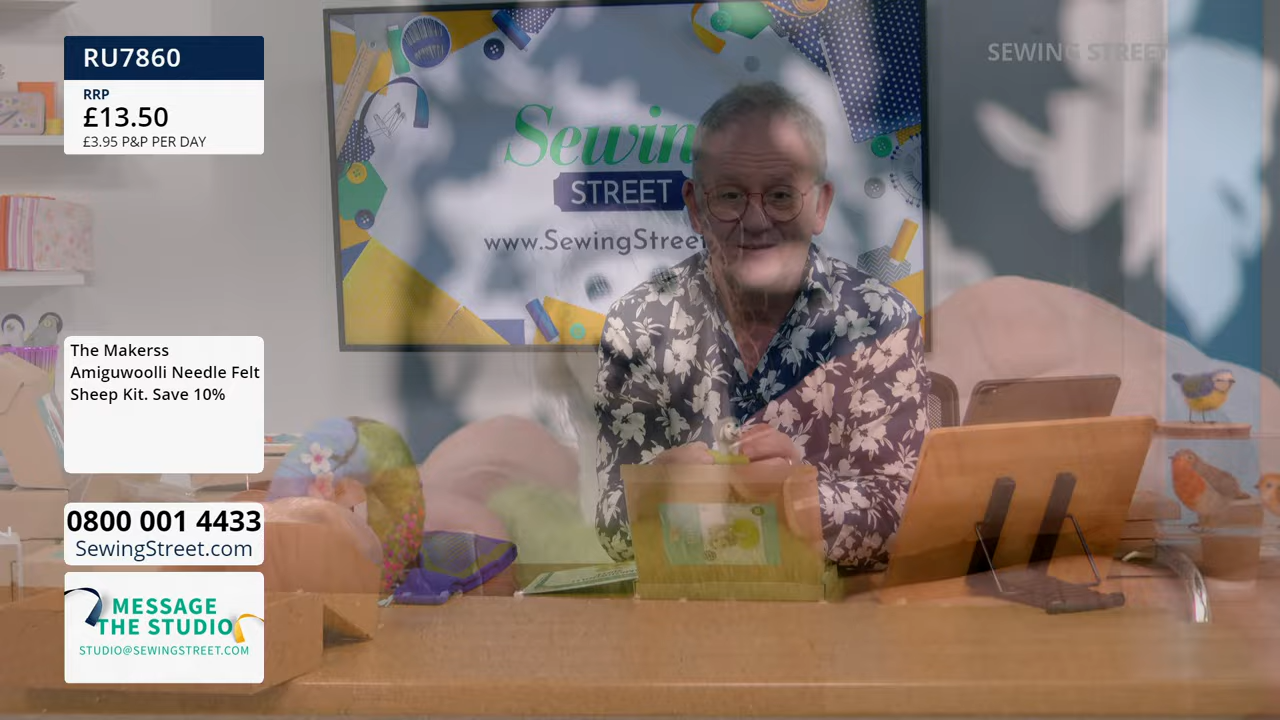 RU7860
RRP
£13.50
£3.95 P&P PER DAY
SEWING STREET
Sewin
STREET
www.SewingStreet
The Makerss
Amiguwoolli Needle Felt
Sheep Kit. Save 10%
0800 001 4433
SewingStreet.com
MESSAGE
THE STUDIO
STUDIO@SEWINGSTREET.COM